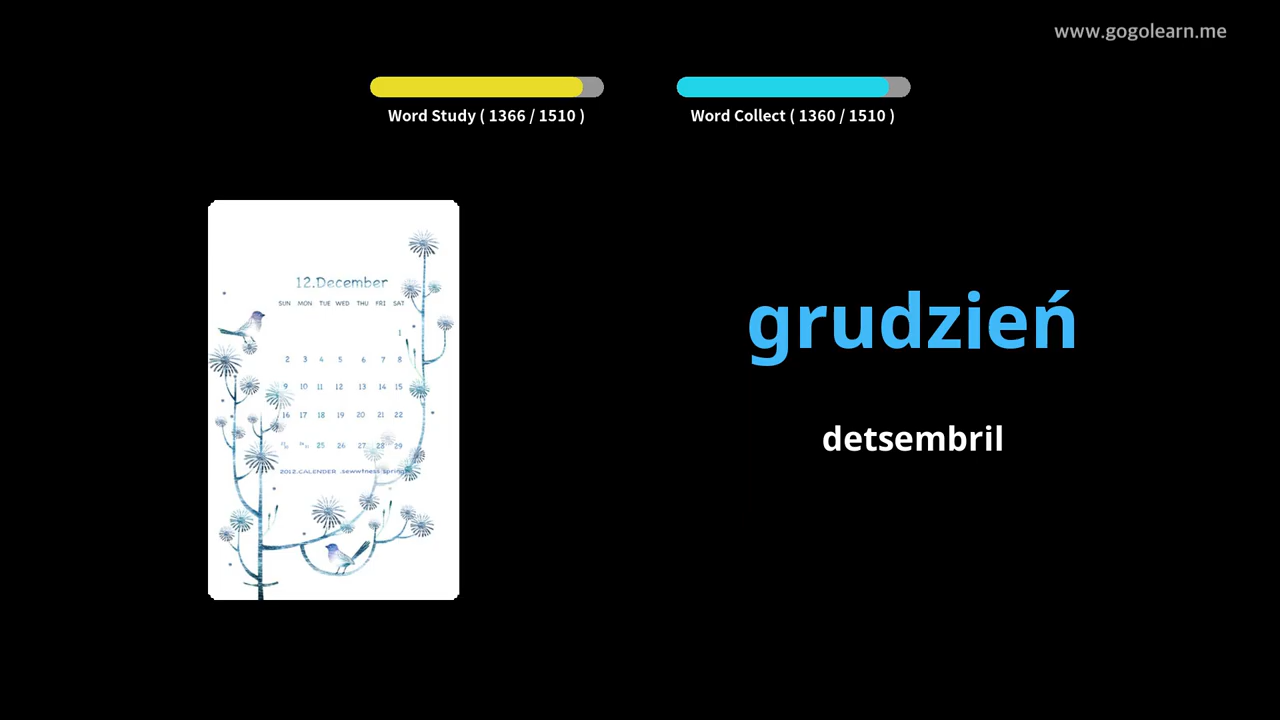 www.gogolearn.me
Word Study ( 1366 / 1510 )
Word Collect ( 1360 / 1510 )
12.December
SUN MON TUE WED THU FRI SAT
1
2 3 4 5 6 7 8
9 10 11 12 13 14 15
16 17 18 19 20 21 22
25 26 27 28 29
2012.CALENDER
grudzień
detsembril